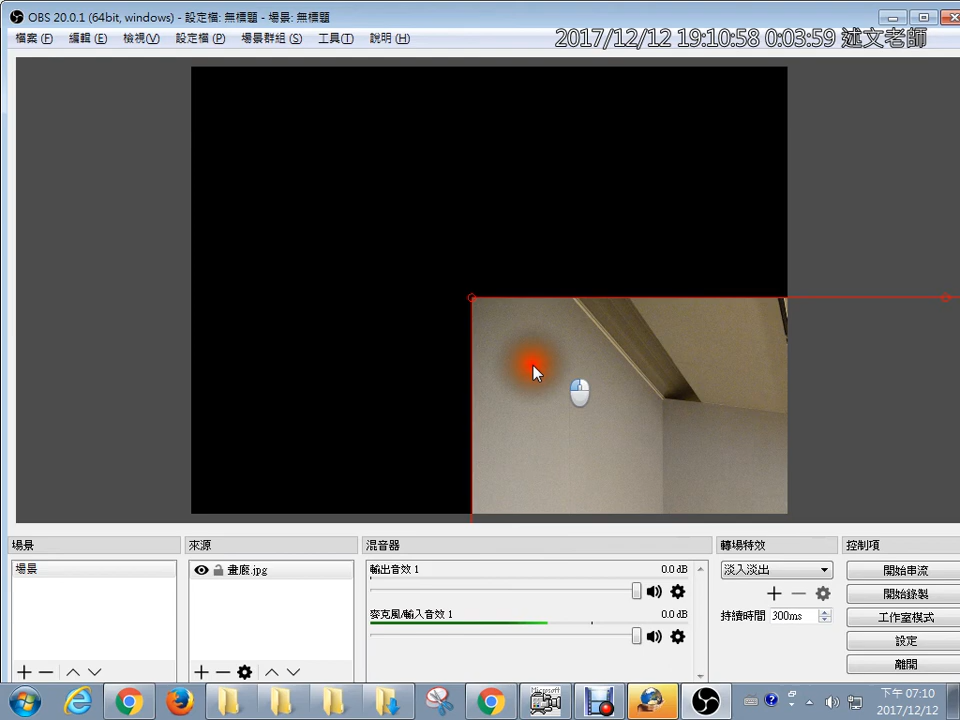 OBS 20.0.1 (64bit, windows) - 設定檔: 無標題 - 場景: 無標題
檔案 (F) 編輯 (E) 檢視(V) 設定檔 (P) 場景群組 (S) 工具(T) 說明 (H)
2017/12/12 19:10:58 0:03:59 述文老師
場景 來源 混音器 轉場特效 控制項
場景
畫廊.jpg
輸出音效 1 0.0 dB
麥克風/輸入音效 1 0.0 dB
淡入淡出
持續時間 300ms
開始串流
開始錄製
工作室模式
設定
離開
Microsoft
下午 07:10
2017/12/12